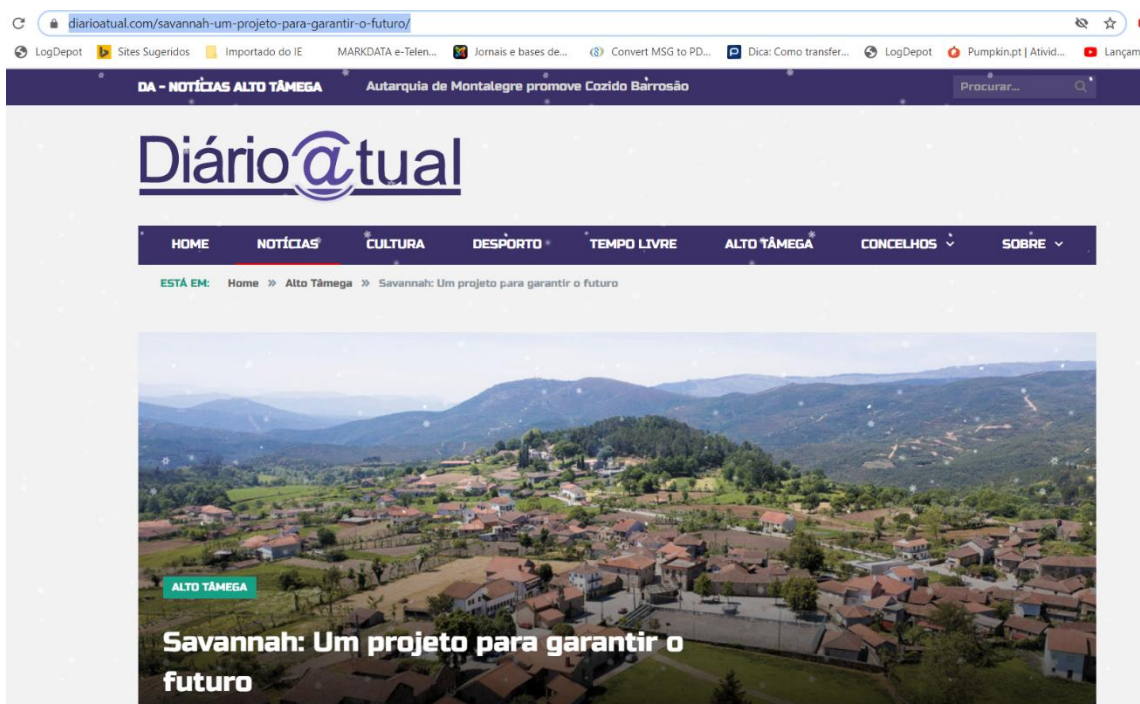 diarioatual.com/savannah-um-projeto-para-garantir-o-futuro/
LogDepot Sites Sugeridos Importado do IE MARKDATA e-Telen... Jornais e bases de... Convert MSG to PD... Dica: Como transfer... LogDepot Pumpkin.pt | Ativid... Lançam
DA - NOTÍCIAS ALTO TÂMEGA Autarquia de Montalegre promove Cozido Barrosão Procurar...
Diário@tual
HOME NOTÍCIAS CULTURA DESPORTO TEMPO LIVRE ALTO TÂMEGA CONCELHOS SOBRE
ESTÁ EM: Home » Alto Tâmega » Savannah: Um projeto para garantir o futuro
ALTO TÂMEGA
Savannah: Um projeto para garantir o
futuro